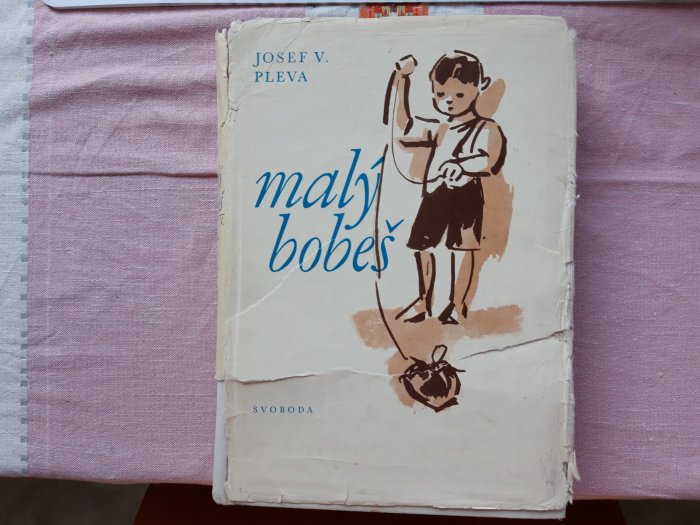 JOSEF V.
PLEVA
malý
bobeš
SVOBODA